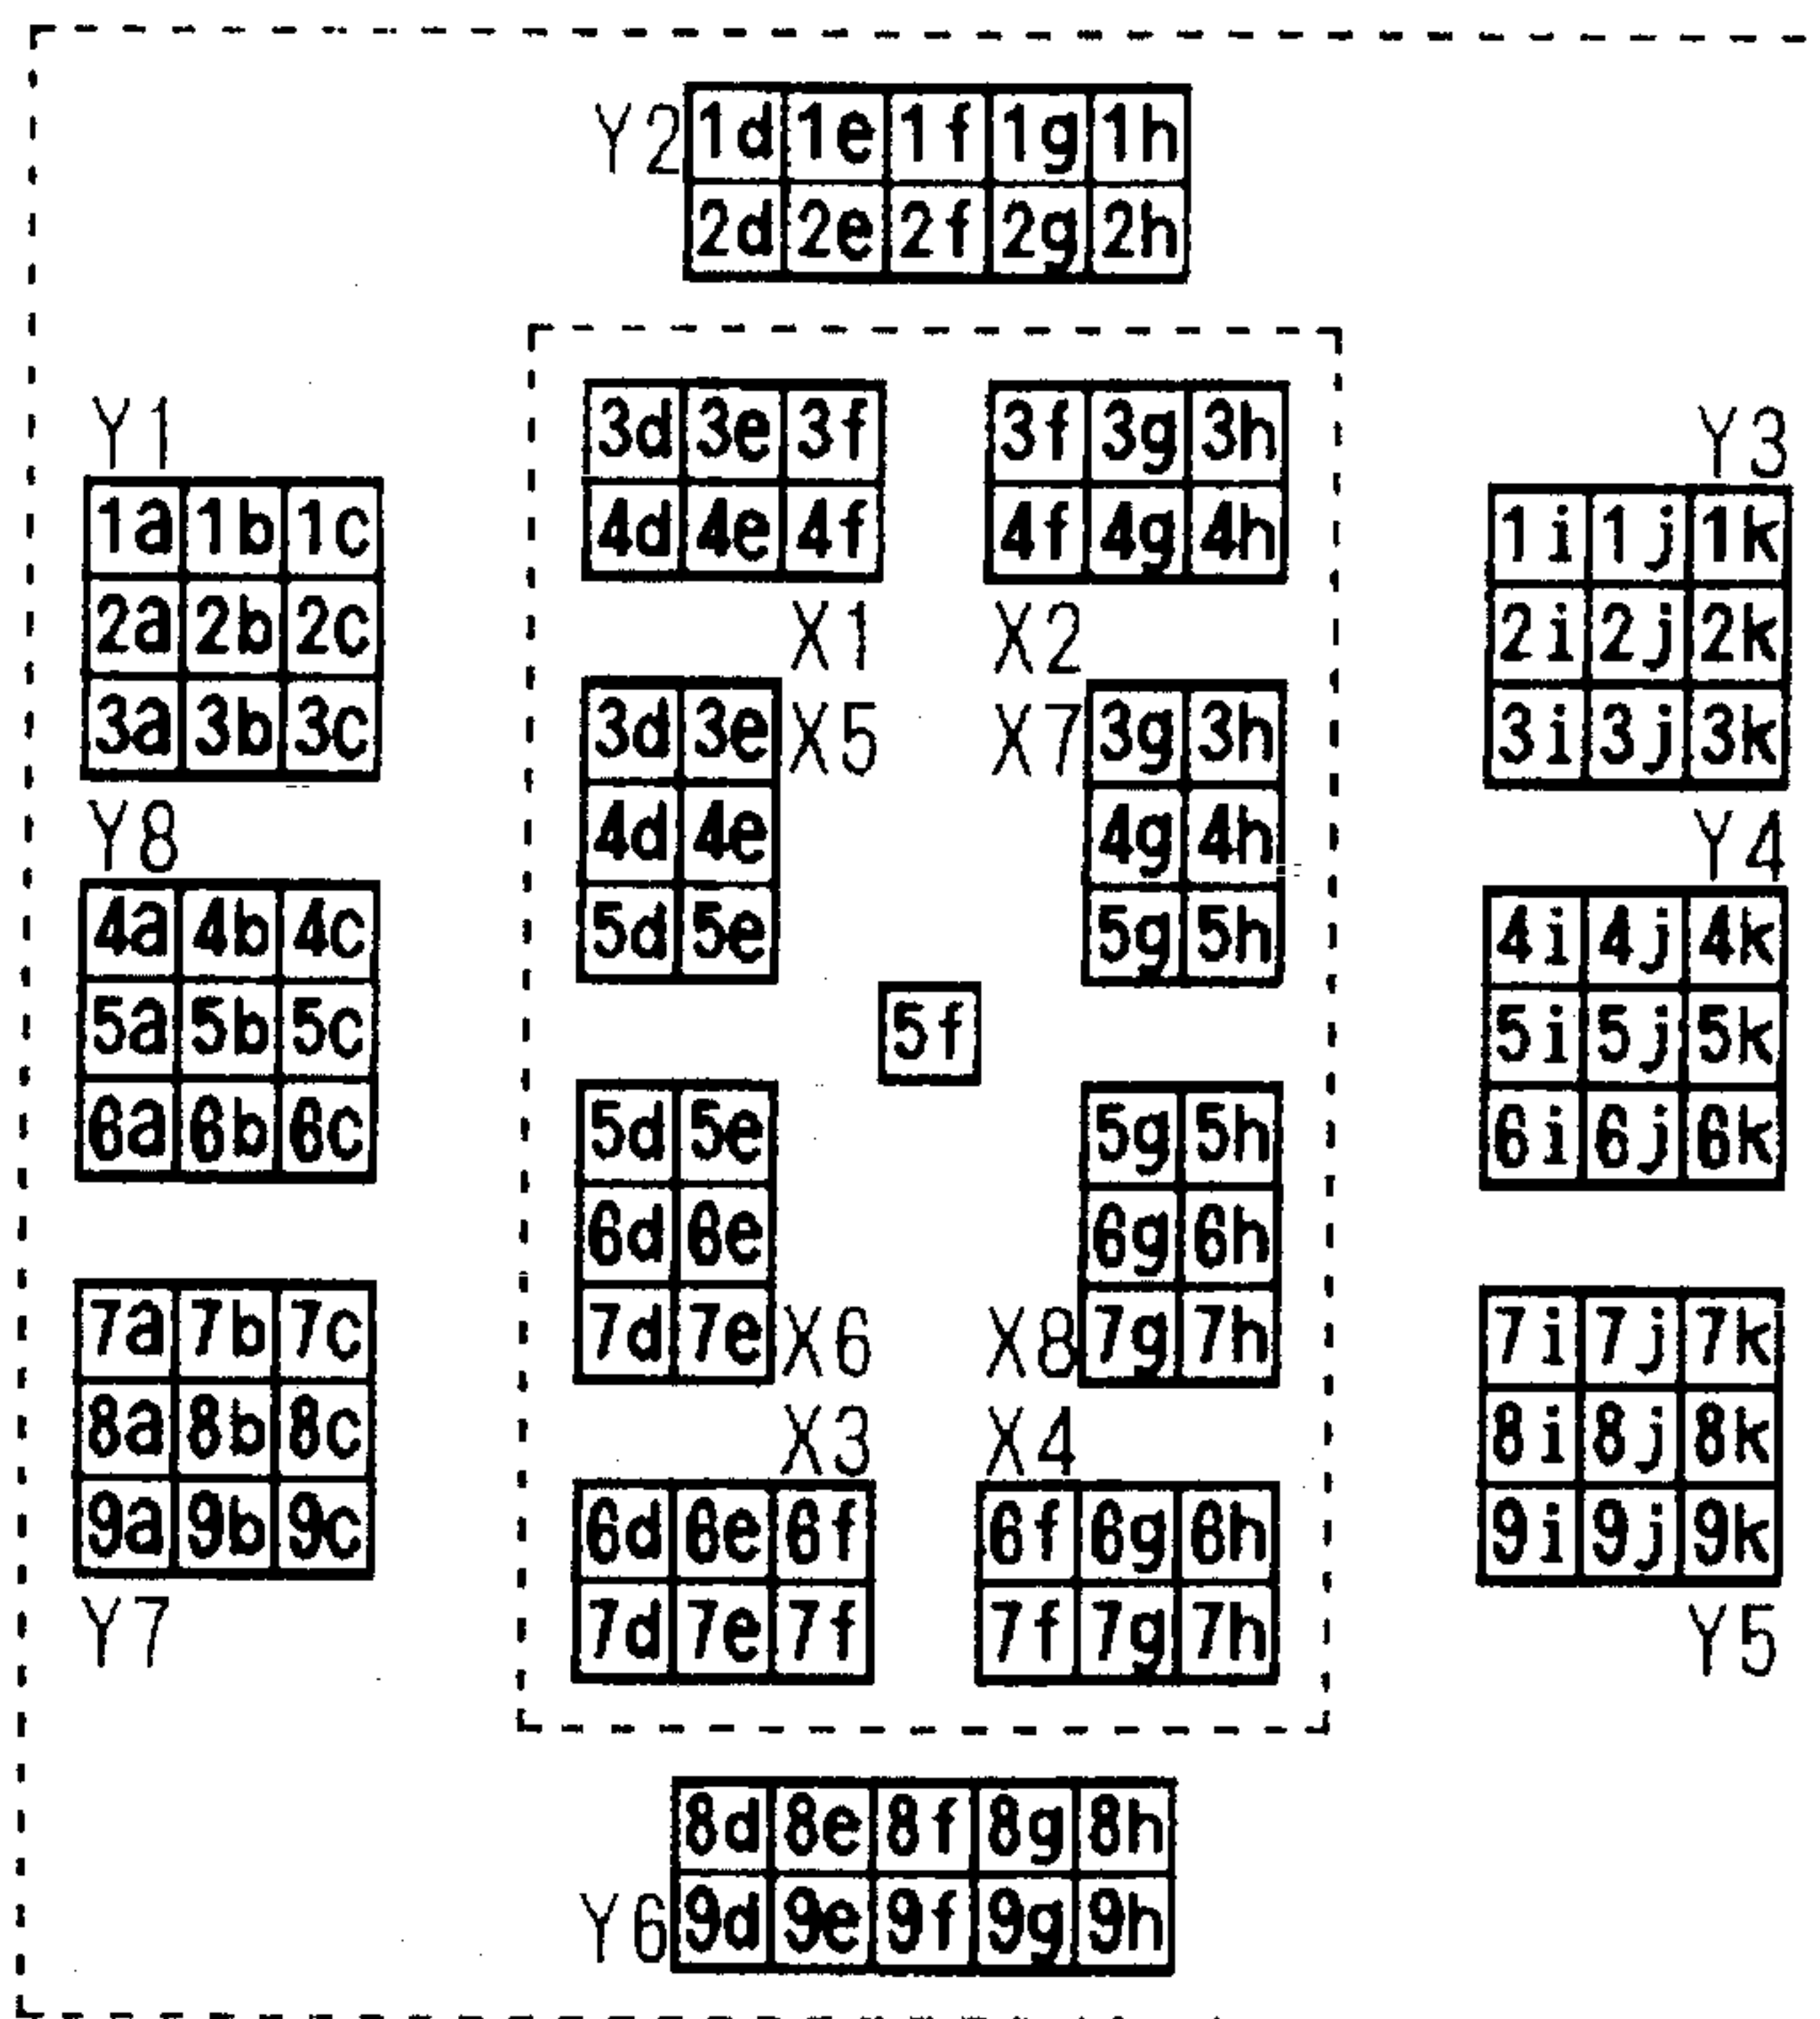 Y2 1d 1e 1f 1g 1h
2d 2e 2f 2g 2h
3d 3e 3f 3f 3g 3h
Y1 Y3
4d 4e 4f 4f 4g 4h
1a 1b 1c 1i 1j 1k
2a 2b 2c X1 X2 2i 2j 2k
3a 3b 3c 3d 3e X5 X7 3g 3h 3i 3j 3k
Y8 4d 4e 4g 4h Y4
4a 4b 4c 5d 5e 5g 5h 4i 4j 4k
5a 5b 5c 5f 5i 5j 5k
6a 6b 6c 5d 5e 5g 5h 6i 6j 6k
6d 6e 6g 6h
7a 7b 7c 7d 7e X6 X8 7g 7h 7i 7j 7k
8a 8b 8c X3 X4 8i 8j 8k
9a 9b 9c 6d 6e 6f 6f 6g 6h 9i 9j 9k
Y7 7d 7e 7f 7f 7g 7h Y5
8d 8e 8f 8g 8h
Y6 9d 9e 9f 9g 9h